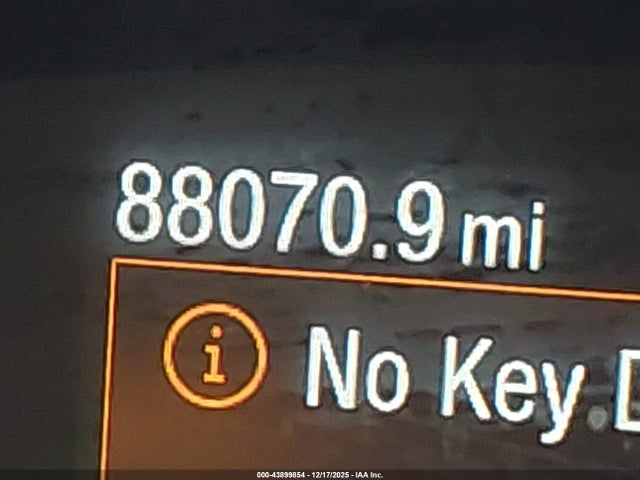 88070.9 mi
No Key D
000-43899854 - 12/17/2025 - IAA Inc.